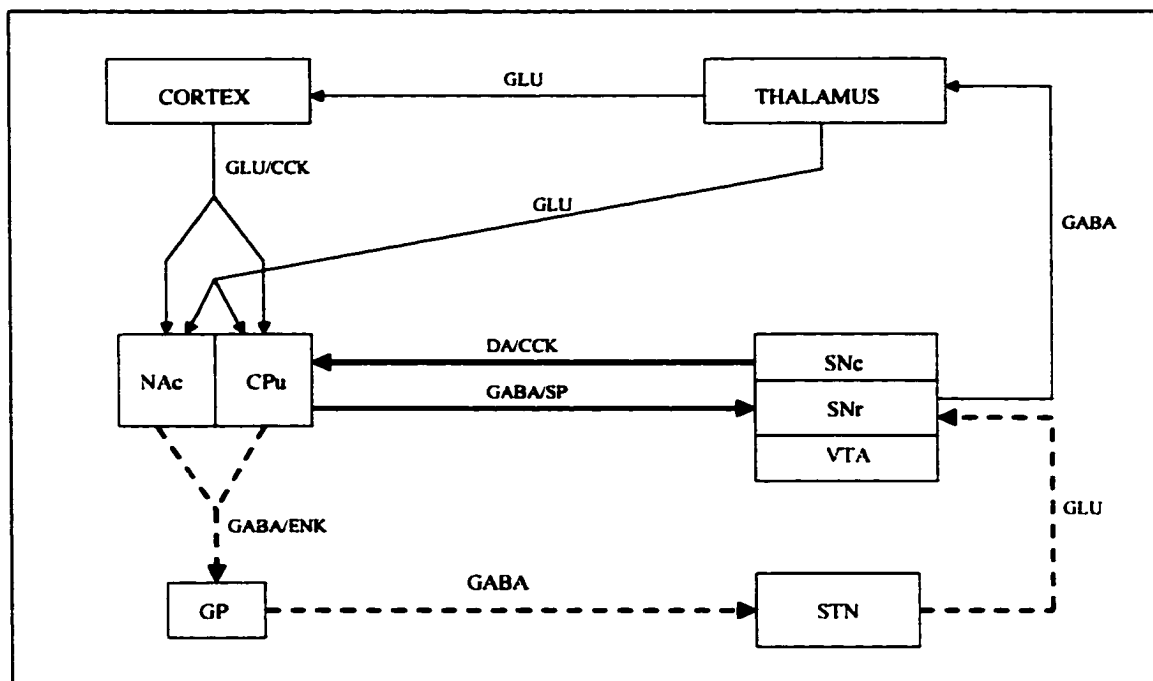 CORTEX
GLU
THALAMUS
GLU/CCK
GLU
GABA
NAc
CPu
DA/CCK
GABA/SP
SNc
SNr
VTA
GABA/ENK
GLU
GP
GABA
STN